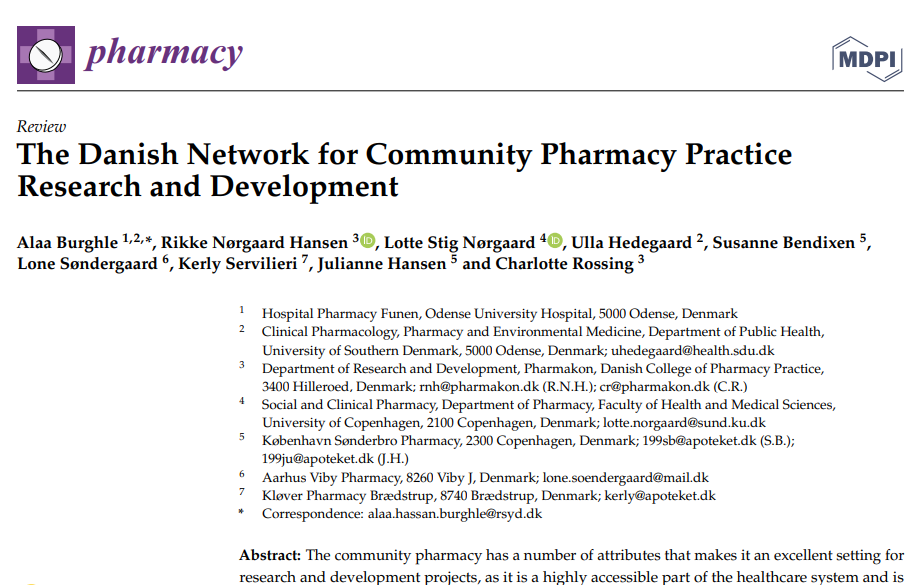 pharmacy
MDPI
Review
The Danish Network for Community Pharmacy Practice
Research and Development
Alaa Burghle 1,2,*, Rikke Nørgaard Hansen 3 iD, Lotte Stig Nørgaard 4 iD, Ulla Hedegaard 2, Susanne Bendixen 5,
Lone Søndergaard 6, Kerly Servilieri 7, Julianne Hansen 5 and Charlotte Rossing 3
1 Hospital Pharmacy Funen, Odense University Hospital, 5000 Odense, Denmark
2 Clinical Pharmacology, Pharmacy and Environmental Medicine, Department of Public Health,
University of Southern Denmark, 5000 Odense, Denmark; uhedegaard@health.sdu.dk
3 Department of Research and Development, Pharmakon, Danish College of Pharmacy Practice,
3400 Hilleroed, Denmark; rnh@pharmakon.dk (R.N.H.); cr@pharmakon.dk (C.R.)
4 Social and Clinical Pharmacy, Department of Pharmacy, Faculty of Health and Medical Sciences,
University of Copenhagen, 2100 Copenhagen, Denmark; lotte.norgaard@sund.ku.dk
5 København Sønderbro Pharmacy, 2300 Copenhagen, Denmark; 199sb@apoteket.dk (S.B.);
199ju@apoteket.dk (J.H.)
6 Aarhus Viby Pharmacy, 8260 Viby J, Denmark; lone.soendergaard@mail.dk
7 Kløver Pharmacy Brædstrup, 8740 Brædstrup, Denmark; kerly@apoteket.dk
* Correspondence: alaa.hassan.burghle@rsyd.dk
Abstract: The community pharmacy has a number of attributes that makes it an excellent setting for
research and development projects, as it is a highly accessible part of the healthcare system and is